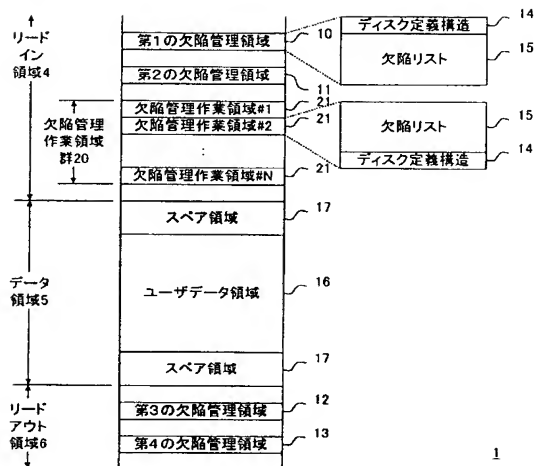 リード
イン
領域4
欠陥管理
作業領域
群20
データ
領域5
リード
アウト
領域6
第1の欠陥管理領域
10
第2の欠陥管理領域
11
欠陥管理作業領域#1
21
欠陥管理作業領域#2
21
:
欠陥管理作業領域#N
21
スペア領域
17
ユーザデータ領域
16
スペア領域
17
第3の欠陥管理領域
12
第4の欠陥管理領域
13
ディスク定義構造
14
欠陥リスト
15
欠陥リスト
15
ディスク定義構造
14
1